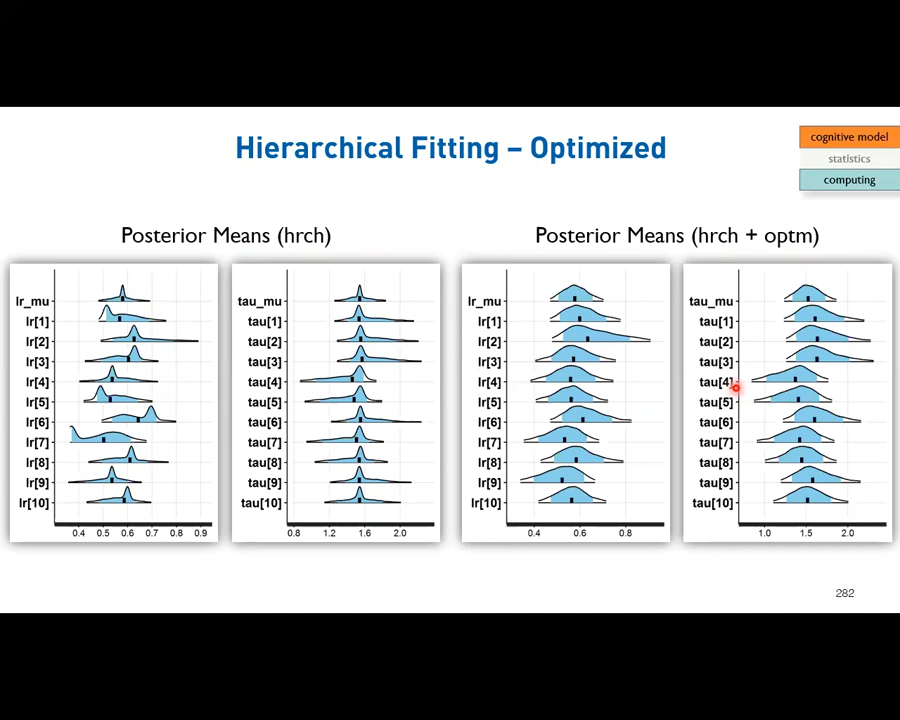 Hierarchical Fitting – Optimized
cognitive model
statistics
computing
Posterior Means (hrch)
Posterior Means (hrch + optm)
lr_mu
lr[1]
lr[2]
lr[3]
lr[4]
lr[5]
lr[6]
lr[7]
lr[8]
lr[9]
lr[10]
0.4 0.5 0.6 0.7 0.8 0.9
tau_mu
tau[1]
tau[2]
tau[3]
tau[4]
tau[5]
tau[6]
tau[7]
tau[8]
tau[9]
tau[10]
0.8 1.2 1.6 2.0
lr_mu
lr[1]
lr[2]
lr[3]
lr[4]
lr[5]
lr[6]
lr[7]
lr[8]
lr[9]
lr[10]
0.4 0.6 0.8
tau_mu
tau[1]
tau[2]
tau[3]
tau[4]
tau[5]
tau[6]
tau[7]
tau[8]
tau[9]
tau[10]
1.0 1.5 2.0
282